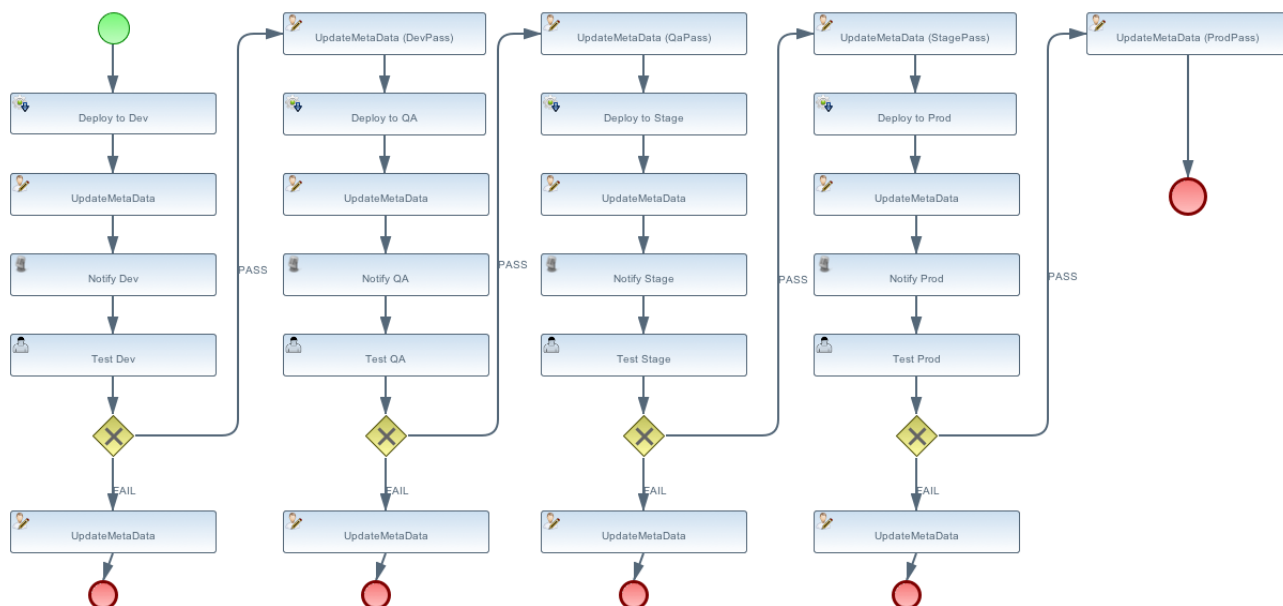 Deploy to Dev
UpdateMetaData
Notify Dev
Test Dev
FAIL
UpdateMetaData
PASS
UpdateMetaData (DevPass)
Deploy to QA
UpdateMetaData
Notify QA
Test QA
FAIL
UpdateMetaData
PASS
UpdateMetaData (QaPass)
Deploy to Stage
UpdateMetaData
Notify Stage
Test Stage
FAIL
UpdateMetaData
PASS
UpdateMetaData (StagePass)
Deploy to Prod
UpdateMetaData
Notify Prod
Test Prod
FAIL
UpdateMetaData
PASS
UpdateMetaData (ProdPass)